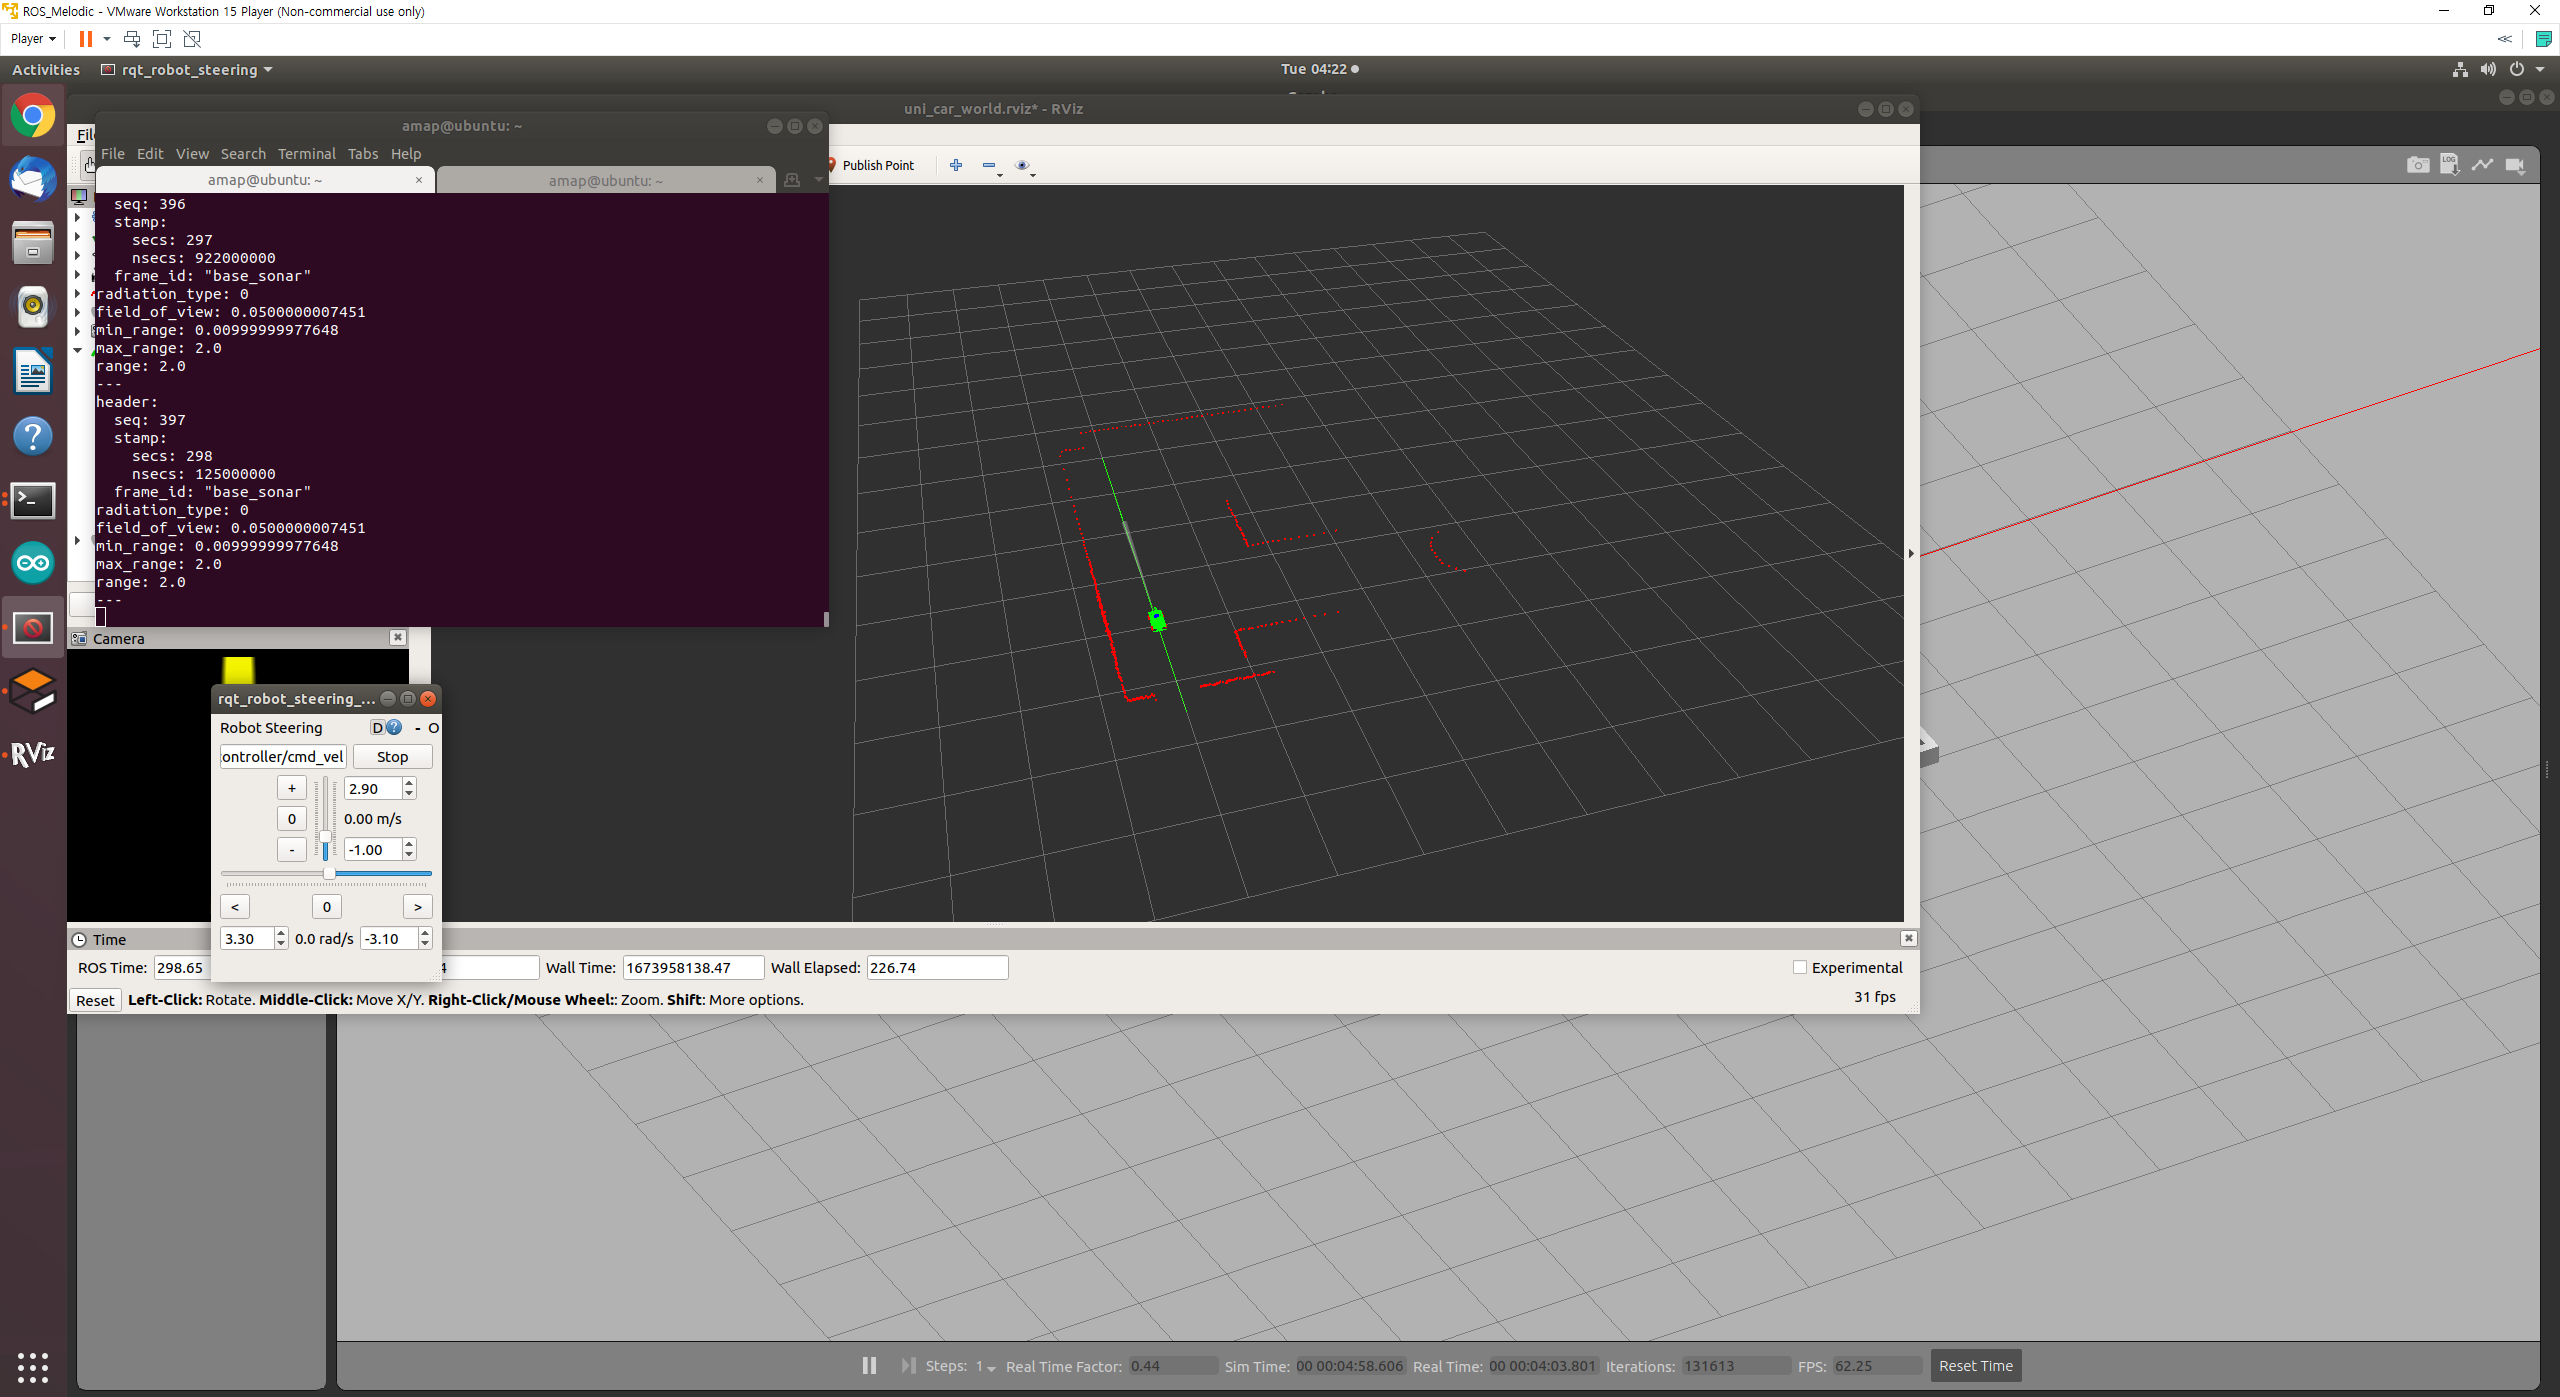 ROS_Melodic - VMware Workstation 15 Player (Non-commercial use only)
Player
Activities
rqt_robot_steering
Tue 04:22
uni_car_world.rviz* - RViz
amap@ubuntu: ~
File Edit View Search Terminal Tabs Help
Publish Point
amap@ubuntu: ~ ×
amap@ubuntu: ~ ×
LOG
seq: 396
stamp:
secs: 297
nsecs: 922000000
frame_id: "base_sonar"
radiation_type: 0
field_of_view: 0.0500000007451
min_range: 0.00999999977648
max_range: 2.0
range: 2.0
---
header:
seq: 397
stamp:
secs: 298
nsecs: 125000000
frame_id: "base_sonar"
radiation_type: 0
field_of_view: 0.0500000007451
min_range: 0.00999999977648
max_range: 2.0
range: 2.0
---
Camera
rqt_robot_steering_...
Robot Steering
D ? - O
ontroller/cmd_vel
Stop
+
2.90
0
0.00 m/s
-
-1.00
< 0 >
3.30
0.0 rad/s
-3.10
RViz
Time
ROS Time: 298.65
4
Wall Time: 1673958138.47
Wall Elapsed: 226.74
Experimental
Reset
Left-Click: Rotate. Middle-Click: Move X/Y. Right-Click/Mouse Wheel:: Zoom. Shift: More options.
31 fps
Steps: 1
Real Time Factor: 0.44
Sim Time: 00 00:04:58.606
Real Time: 00 00:04:03.801
Iterations: 131613
FPS: 62.25
Reset Time